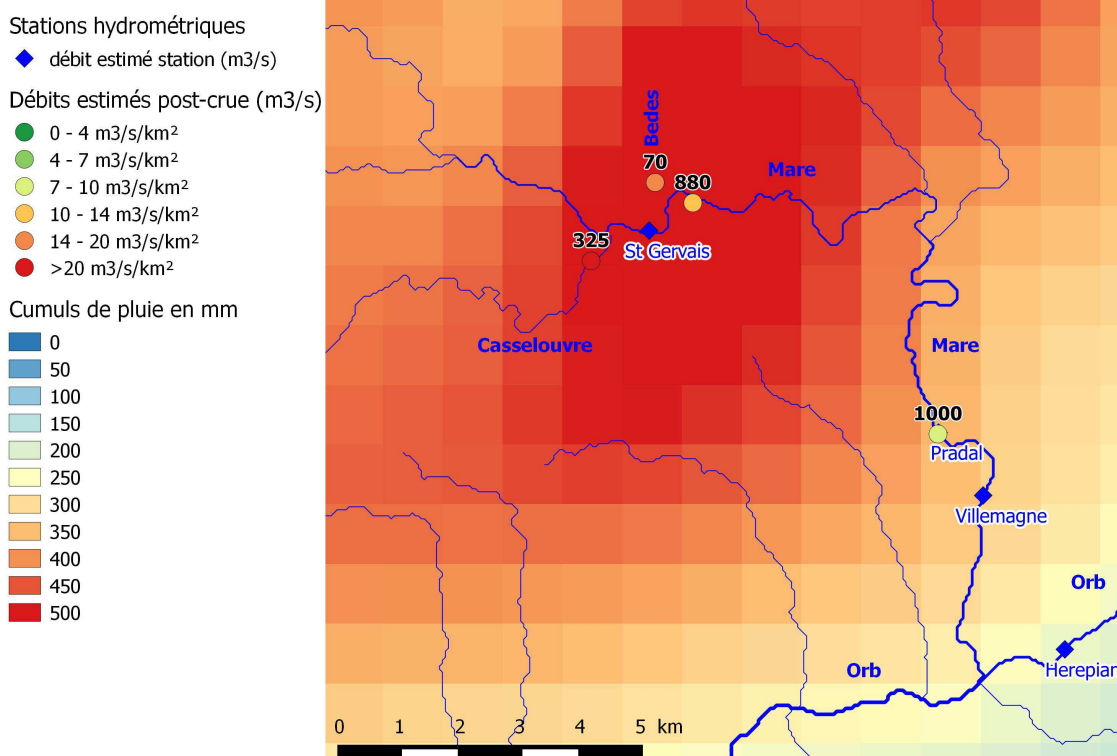 Stations hydrométriques
débit estimé station (m3/s)
Débits estimés post-crue (m3/s)
0 - 4 m3/s/km²
4 - 7 m3/s/km²
7 - 10 m3/s/km²
10 - 14 m3/s/km²
14 - 20 m3/s/km²
>20 m3/s/km²
Cumuls de pluie en mm
0
50
100
150
200
250
300
350
400
450
500
Bedes
70
880
Mare
325
St Gervais
Casselouvre
Mare
1000
Pradal
Villemagne
Orb
Orb
Herepian
0 1 2 3 4 5 km